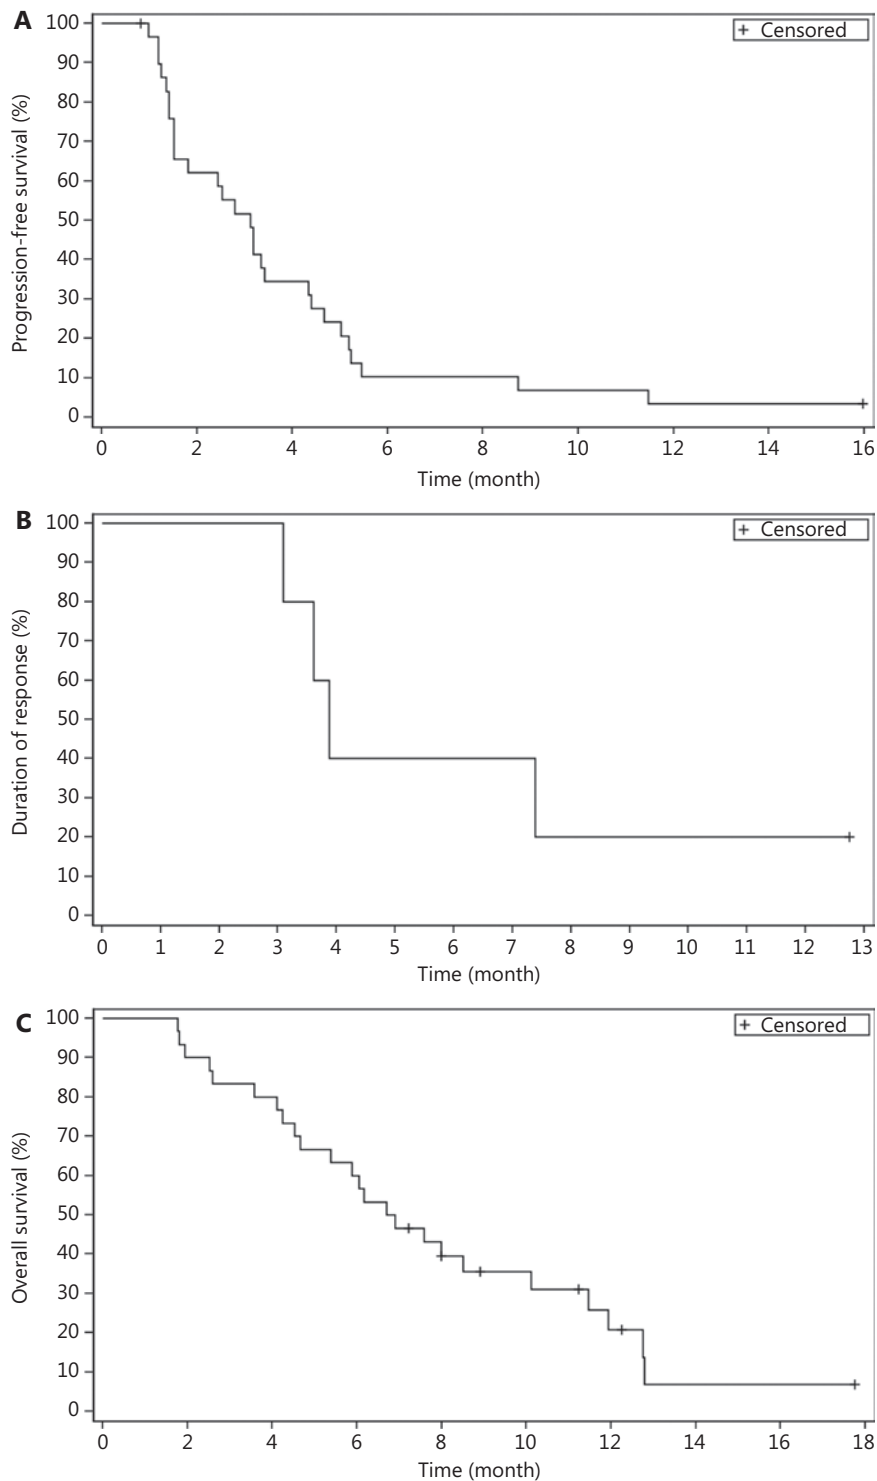 A
Progression-free survival (%)
100
90
80
70
60
50
40
30
20
10
0
+ Censored
0 2 4 6 8 10 12 14 16
Time (month)
B
Duration of response (%)
100
90
80
70
60
50
40
30
20
10
0
+ Censored
0 1 2 3 4 5 6 7 8 9 10 11 12 13
Time (month)
C
Overall survival (%)
100
90
80
70
60
50
40
30
20
10
0
+ Censored
0 2 4 6 8 10 12 14 16 18
Time (month)